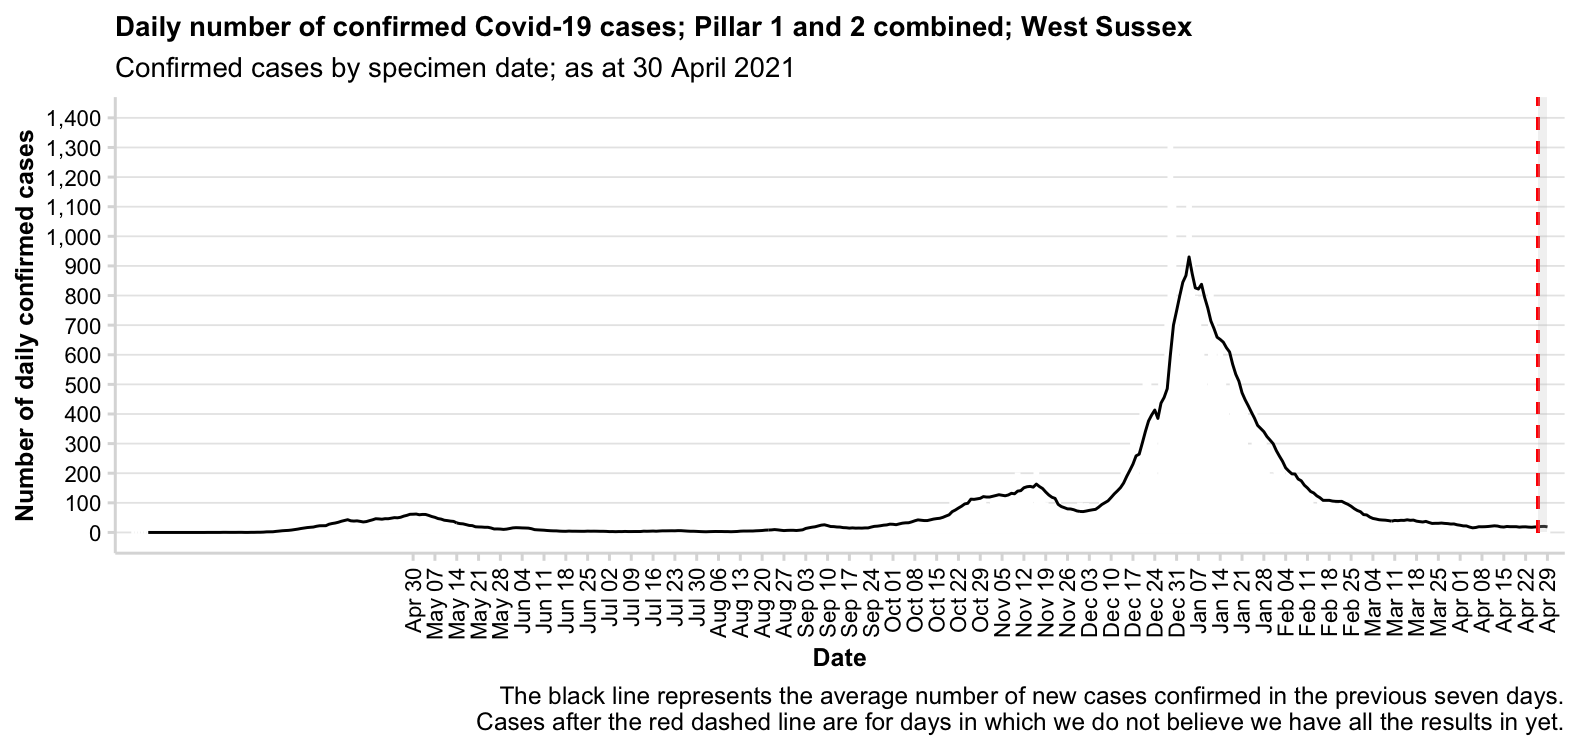 Daily number of confirmed Covid-19 cases; Pillar 1 and 2 combined; West Sussex
Confirmed cases by specimen date; as at 30 April 2021
Number of daily confirmed cases
1,400
1,300
1,200
1,100
1,000
900
800
700
600
500
400
300
200
100
0
Apr 30
May 07
May 14
May 21
May 28
Jun 04
Jun 11
Jun 18
Jun 25
Jul 02
Jul 09
Jul 16
Jul 23
Jul 30
Aug 06
Aug 13
Aug 20
Aug 27
Sep 03
Sep 10
Sep 17
Sep 24
Oct 01
Oct 08
Oct 15
Oct 22
Oct 29
Nov 05
Nov 12
Nov 19
Nov 26
Dec 03
Dec 10
Dec 17
Dec 24
Dec 31
Jan 07
Jan 14
Jan 21
Jan 28
Feb 04
Feb 11
Feb 18
Feb 25
Mar 04
Mar 11
Mar 18
Mar 25
Apr 01
Apr 08
Apr 15
Apr 22
Apr 29
Date
The black line represents the average number of new cases confirmed in the previous seven days.
Cases after the red dashed line are for days in which we do not believe we have all the results in yet.